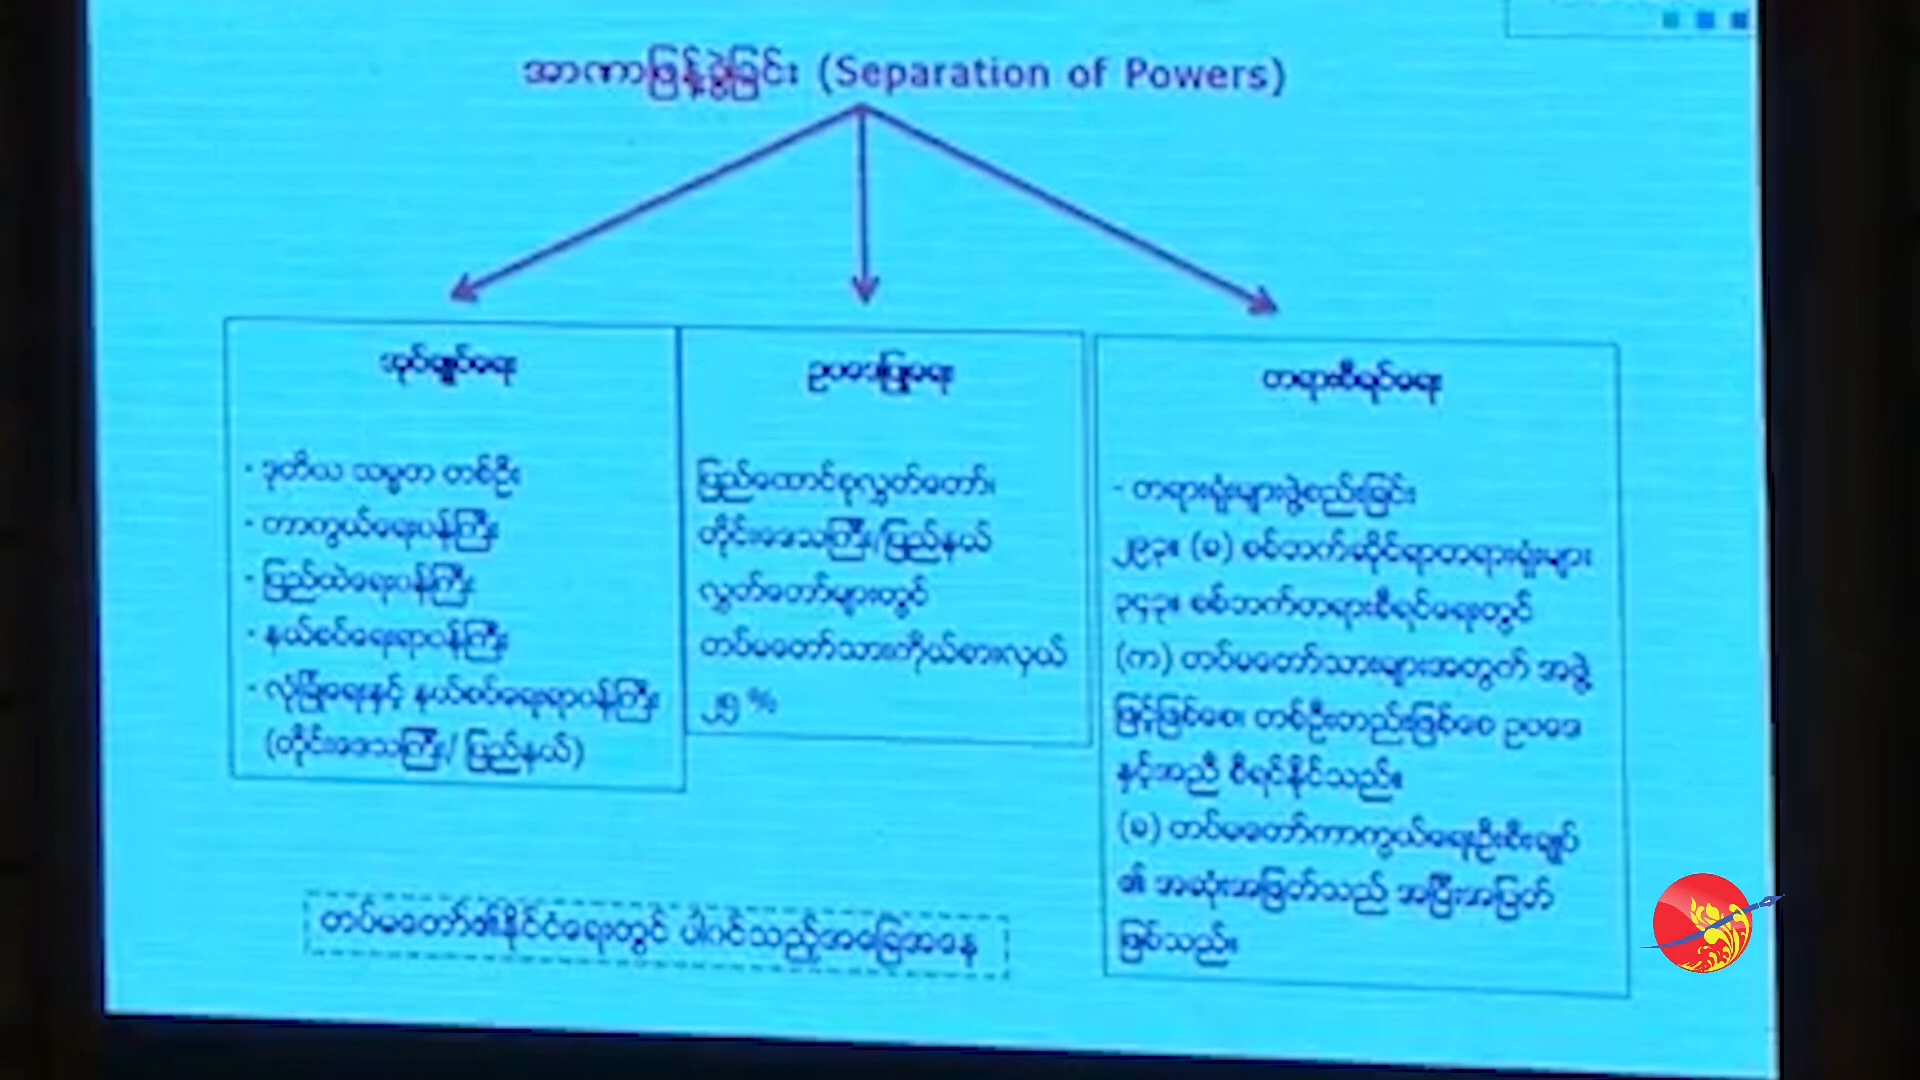 အာဏာဖြန့်ခွဲခြင်း (Separation of Powers)
အုပ်ချုပ်ရေး
- ဒုတိယ သမ္မတ တစ်ဦး
- ကာကွယ်ရေးဝန်ကြီး
- ပြည်ထဲရေးဝန်ကြီး
- နယ်စပ်ရေးရာဝန်ကြီး
- လုံခြုံရေးနှင့် နယ်စပ်ရေးရာဝန်ကြီး
(တိုင်းဒေသကြီး/ ပြည်နယ်)
ဥပဒေပြုရေး
ပြည်ထောင်စုလွှတ်တော်၊
တိုင်းဒေသကြီး/ပြည်နယ်
လွှတ်တော်များတွင်
တပ်မတော်သားကိုယ်စားလှယ်
၂၅ %
တရားစီရင်ရေး
- တရားရုံးများဖွဲ့စည်းခြင်း
၂၉၃။ (ခ) စစ်ဘက်ဆိုင်ရာတရားရုံးများ
၃၄၃။ စစ်ဘက်တရားစီရင်ရေးတွင်
(က) တပ်မတော်သားများအတွက် အဖွဲ့
ဖြင့်ဖြစ်စေ၊ တစ်ဦးတည်းဖြစ်စေ ဥပဒေ
နှင့်အညီ စီရင်နိုင်သည်။
(ခ) တပ်မတော်ကာကွယ်ရေးဦးစီးချုပ်
၏ အဆုံးအဖြတ်သည် အပြီးအပြတ်
ဖြစ်သည်။
တပ်မတော်၏နိုင်ငံရေးတွင် ပါဝင်သည့်အခြေအနေ